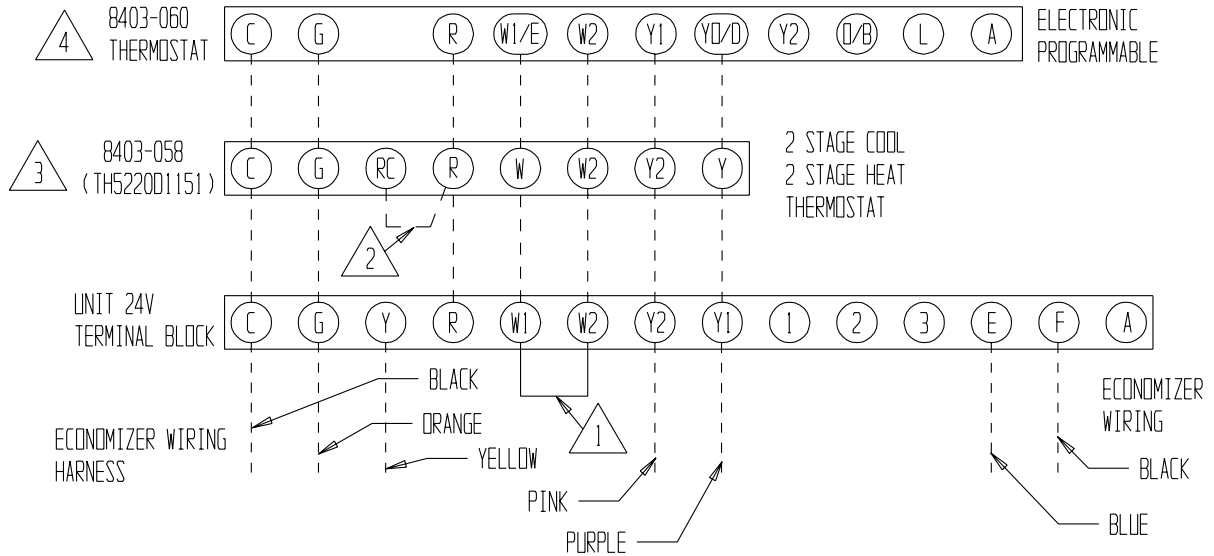 4
8403-060
THERMOSTAT
C G R W1/E W2 Y1 YO/D Y2 O/B L A
ELECTRONIC
PROGRAMMABLE
3
8403-058
(TH5220D1151)
C G RC R W W2 Y2 Y
2 STAGE COOL
2 STAGE HEAT
THERMOSTAT
2
UNIT 24V
TERMINAL BLOCK
C G Y R W1 W2 Y2 Y1 1 2 3 E F A
BLACK
ORANGE
YELLOW
ECONOMIZER WIRING
HARNESS
1
PINK
PURPLE
ECONOMIZER
WIRING
BLACK
BLUE